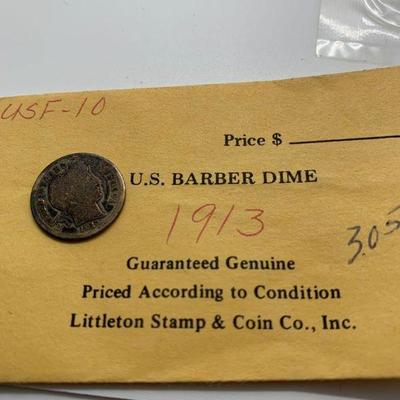 USF-10
Price $
U.S. BARBER DIME
1913
3.05
Guaranteed Genuine
Priced According to Condition
Littleton Stamp & Coin Co., Inc.